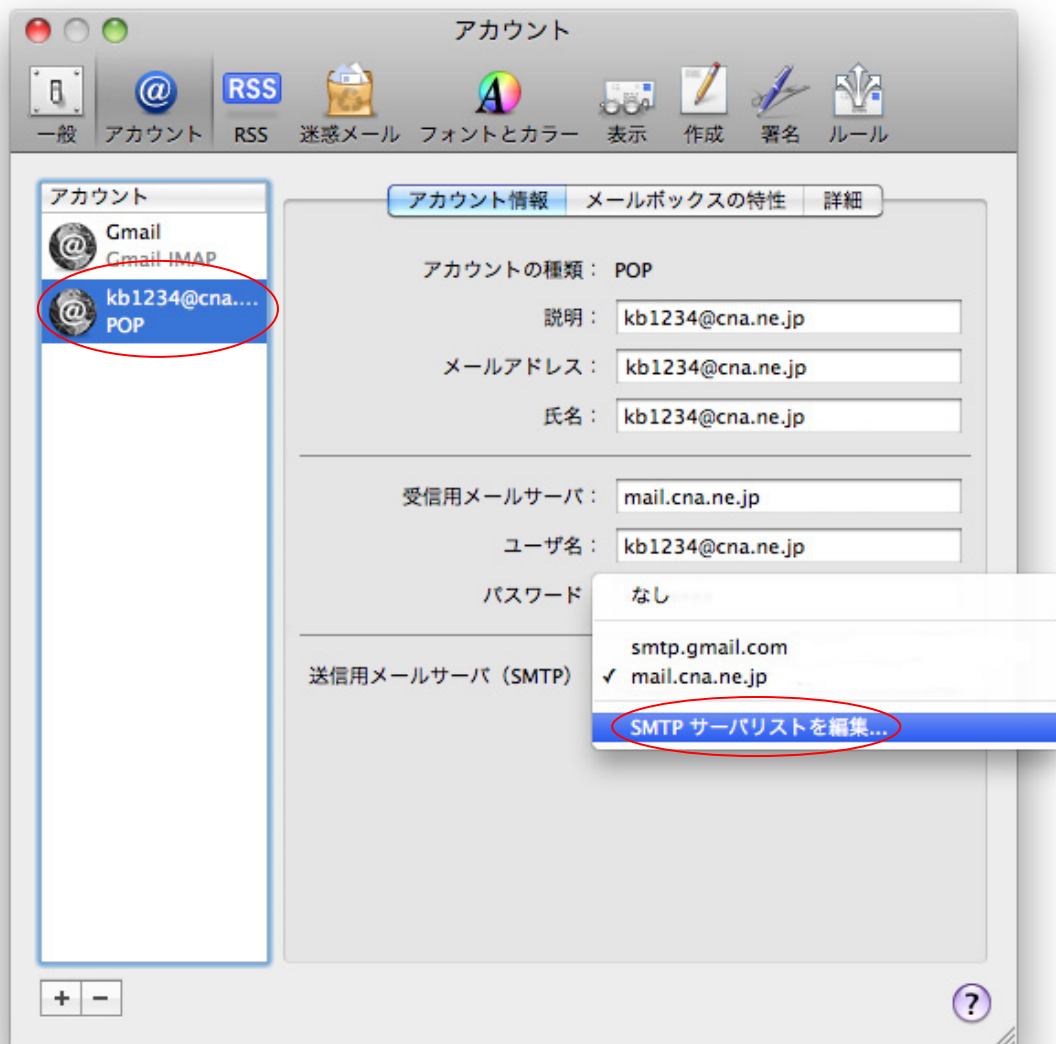 アカウント
一般
アカウント
RSS
RSS
迷惑メール
フォントとカラー
表示
作成
署名
ルール
アカウント
Gmail
Gmail IMAP
kb1234@cna....
POP
アカウント情報
メールボックスの特性
詳細
アカウントの種類： POP
説明： kb1234@cna.ne.jp
メールアドレス： kb1234@cna.ne.jp
氏名： kb1234@cna.ne.jp
受信用メールサーバ： mail.cna.ne.jp
ユーザ名： kb1234@cna.ne.jp
パスワード
なし
smtp.gmail.com
送信用メールサーバ（SMTP） ✓ mail.cna.ne.jp
SMTP サーバリストを編集...